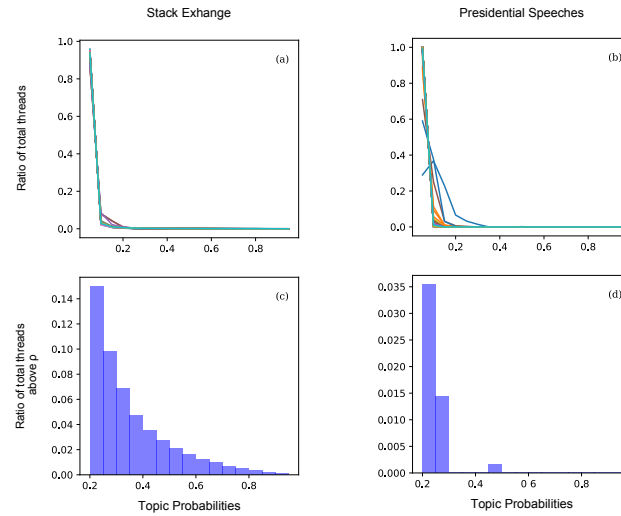 Stack Exhange
Presidential Speeches
1.0
0.8
0.6
0.4
0.2
0.0
0.2 0.4 0.6 0.8
(a)
Ratio of total threads
1.0
0.8
0.6
0.4
0.2
0.0
0.2 0.4 0.6 0.8
(b)
Ratio of total threads
0.14
0.12
0.10
0.08
0.06
0.04
0.02
0.00
0.2 0.4 0.6 0.8
(c)
Ratio of total threads
above ρ
Topic Probabilities
0.035
0.030
0.025
0.020
0.015
0.010
0.005
0.000
0.2 0.4 0.6 0.8
(d)
Topic Probabilities